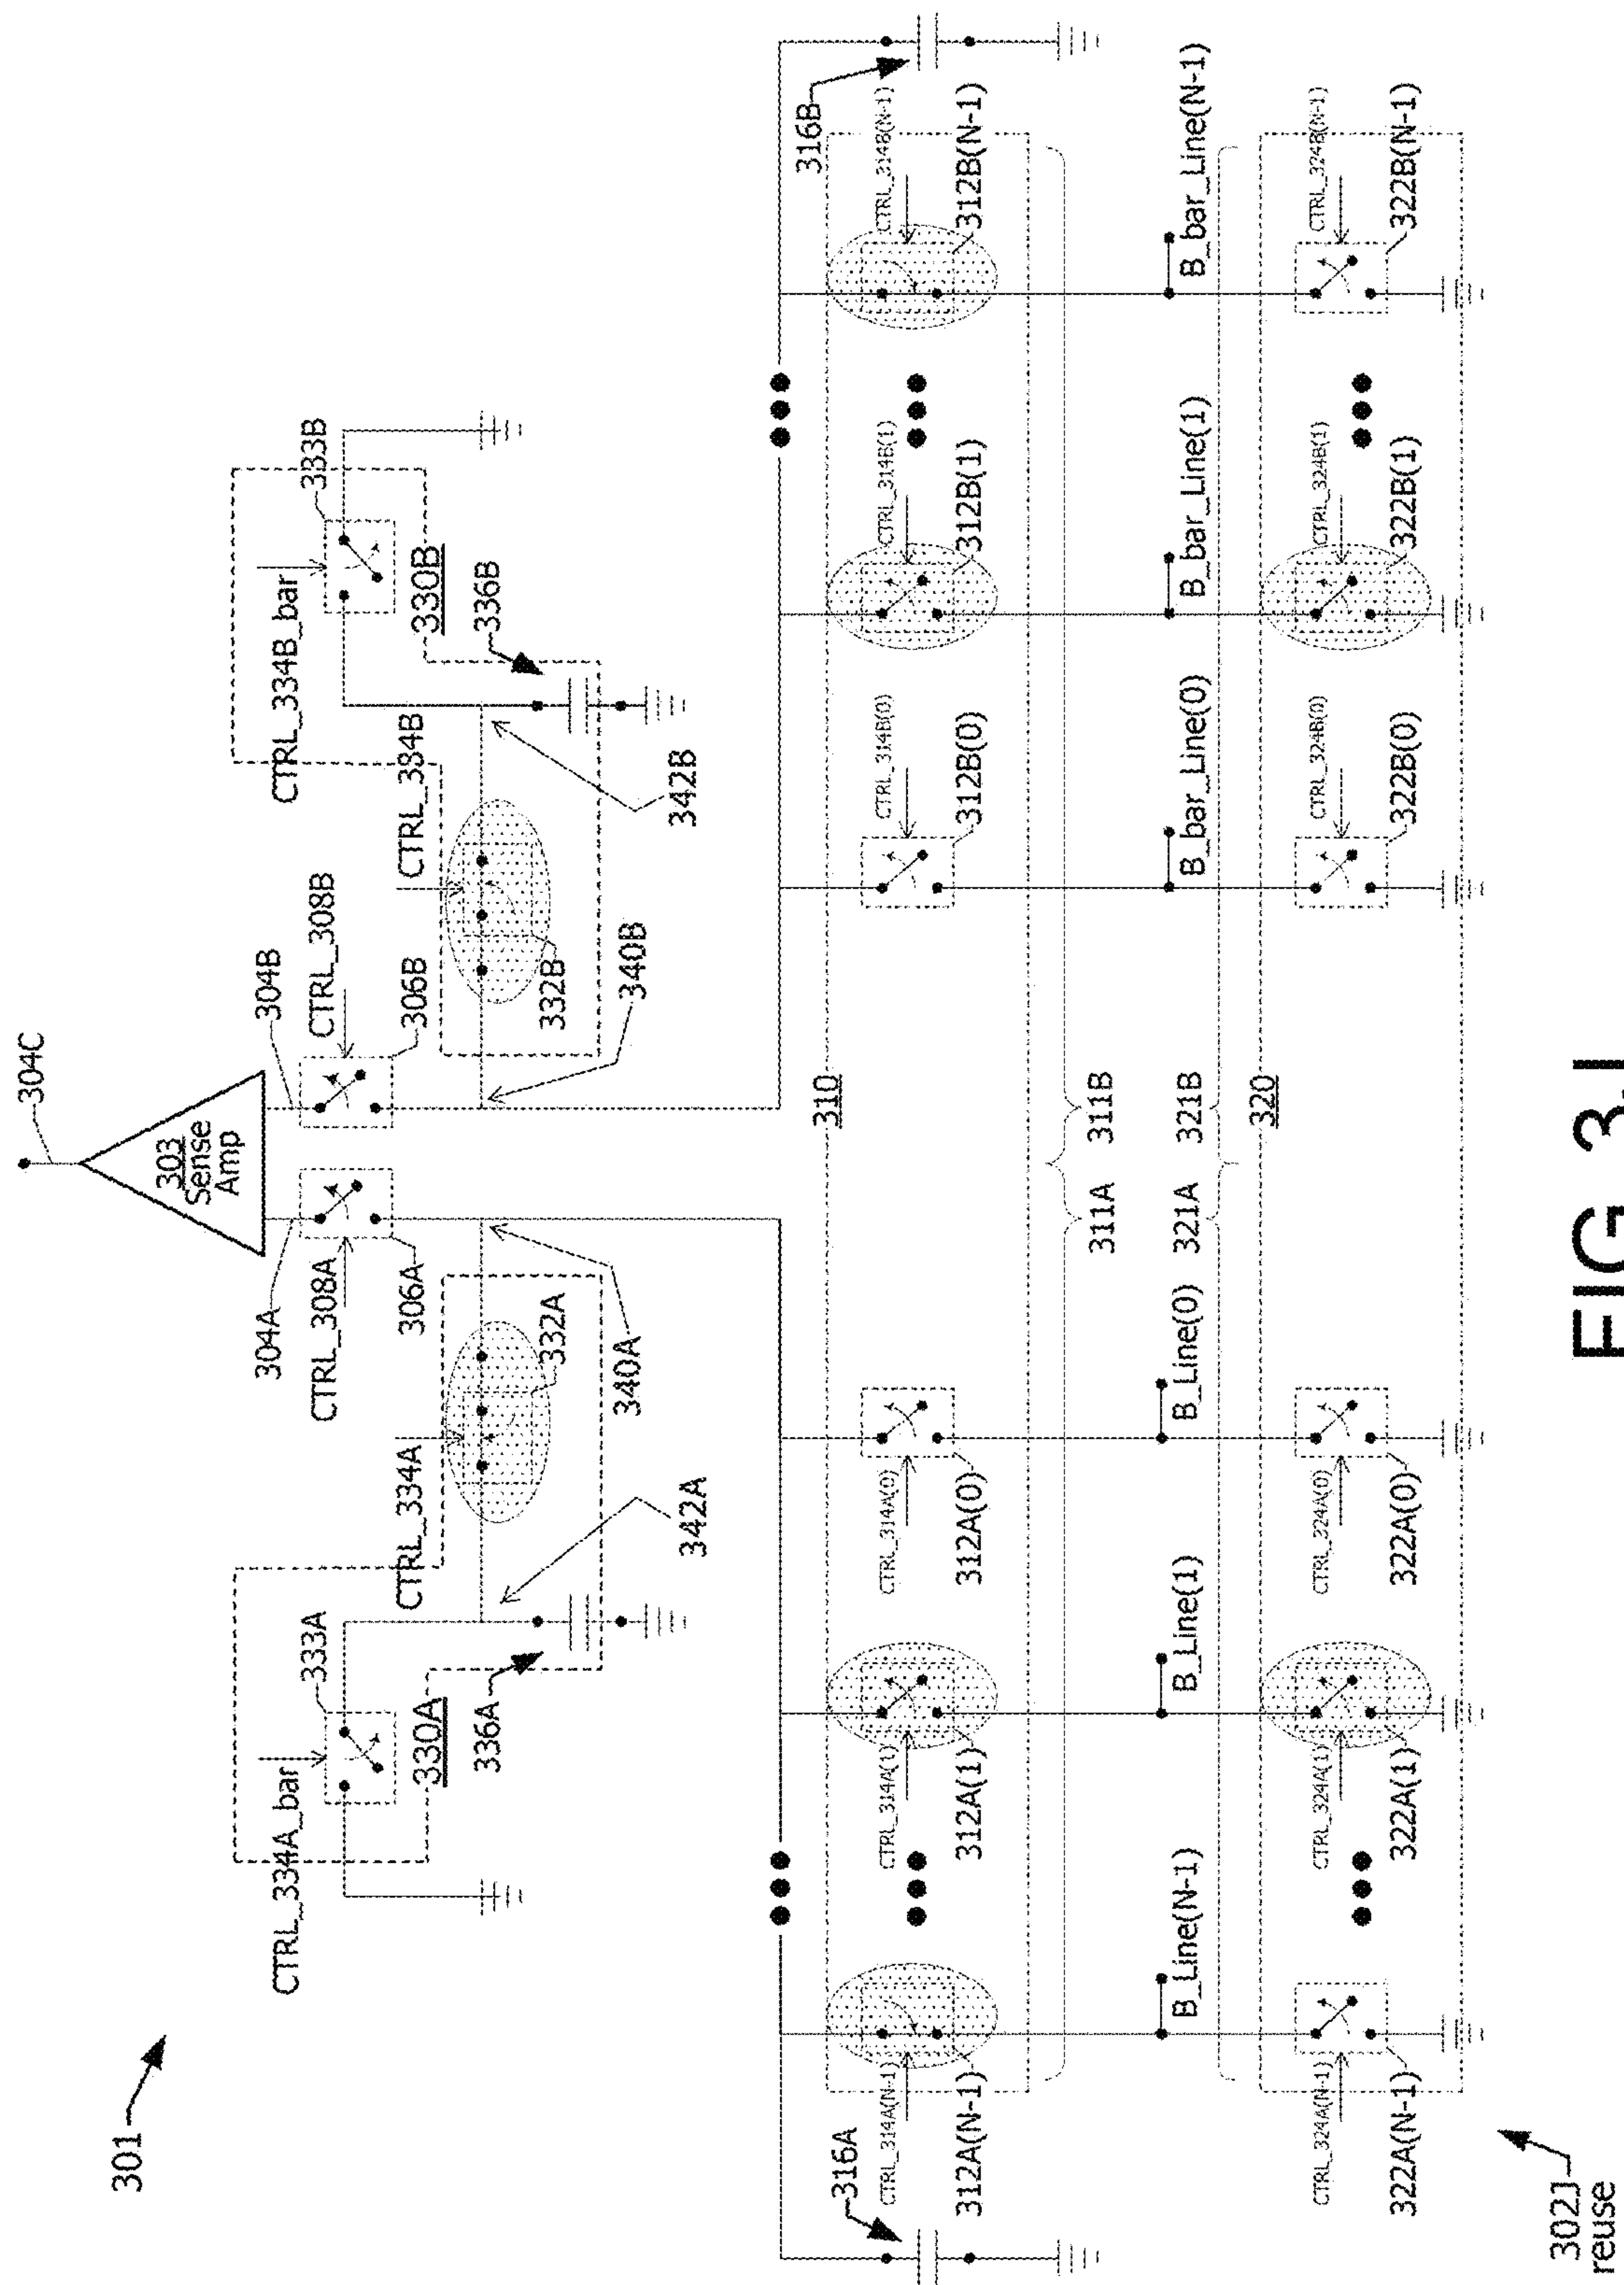 301
304C
303
Sense
Amp
304A
304B
CTRL_308A
CTRL_308B
306A
306B
CTRL_334A_bar
333A
CTRL_334A
330A
336A
332A
342A
340A
CTRL_334B_bar
333B
CTRL_334B
330B
336B
332B
342B
340B
316A
316B
310
CTRL_314A(N-1)
CTRL_314A(1)
CTRL_314A(0)
CTRL_314B(0)
CTRL_314B(1)
CTRL_314B(N-1)
312A(N-1)
312A(1)
312A(0)
312B(0)
312B(1)
312B(N-1)
311A
311B
B_Line(N-1)
B_Line(1)
B_Line(0)
B_bar_Line(0)
B_bar_Line(1)
B_bar_Line(N-1)
321A
321B
320
CTRL_324A(N-1)
CTRL_324A(1)
CTRL_324A(0)
CTRL_324B(0)
CTRL_324B(1)
CTRL_324B(N-1)
322A(N-1)
322A(1)
322A(0)
322B(0)
322B(1)
322B(N-1)
302J
reuse